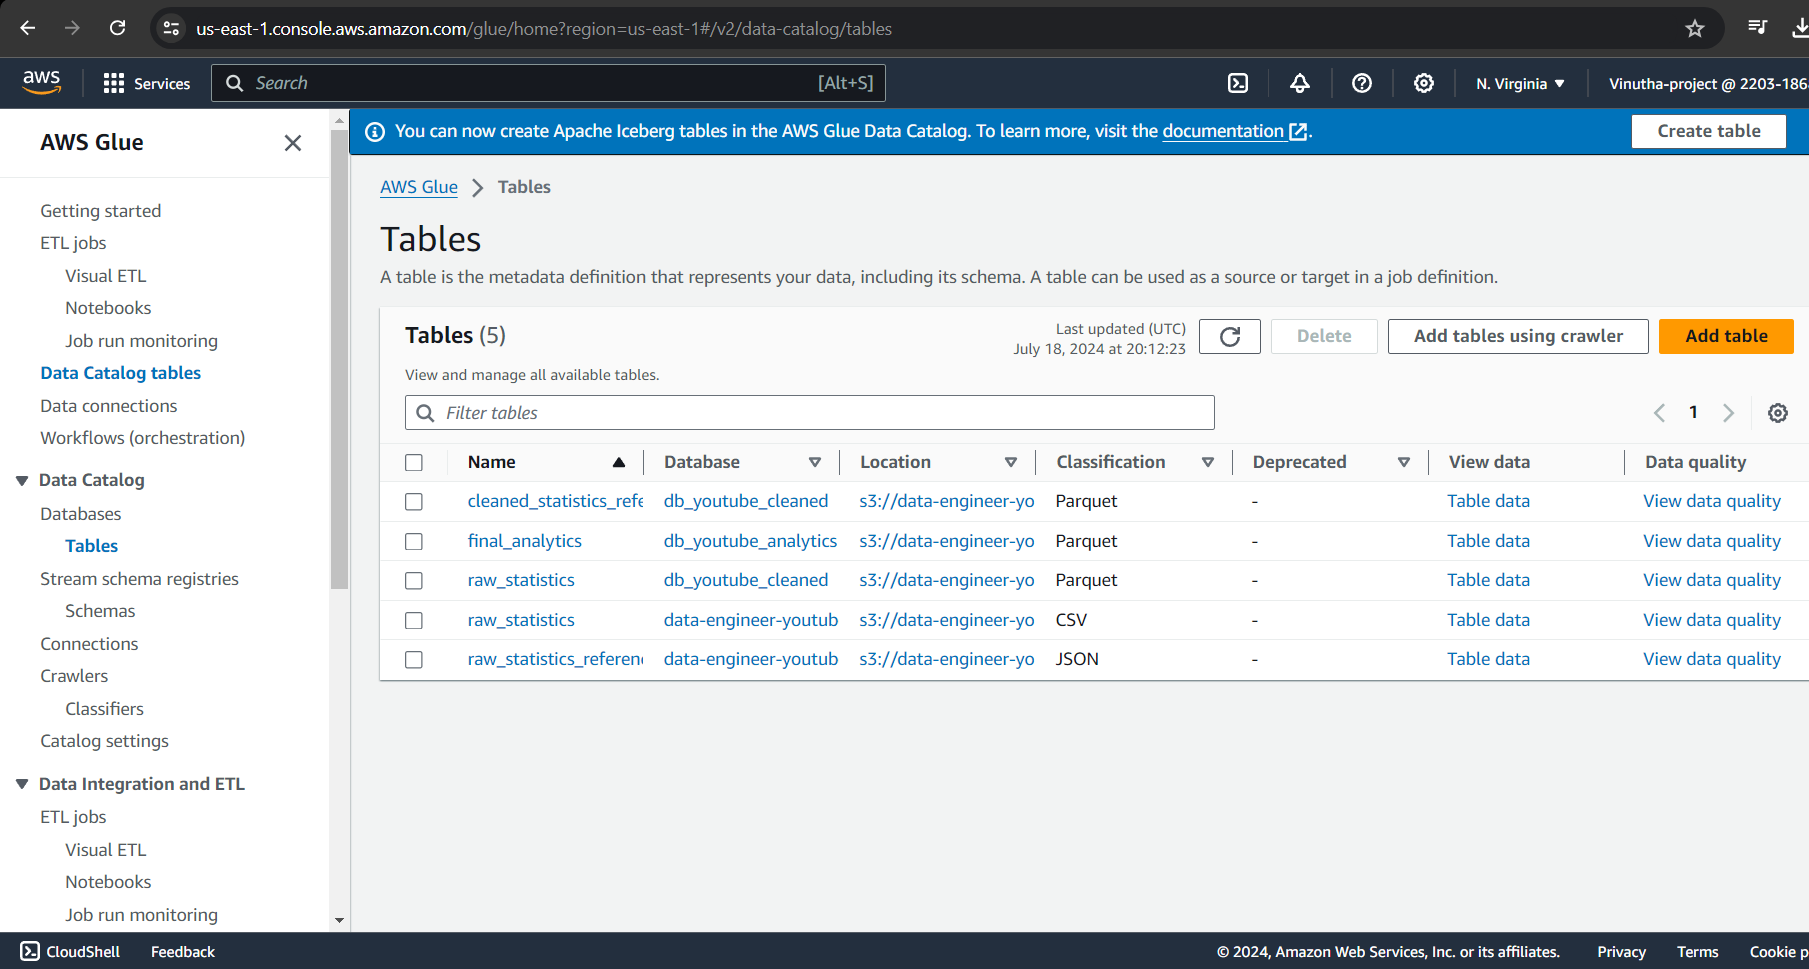 us-east-1.console.aws.amazon.com/glue/home?region=us-east-1#/v2/data-catalog/tables
aws Services Search [Alt+S] N. Virginia Vinutha-project @ 2203-186
AWS Glue
Getting started
ETL jobs
Visual ETL
Notebooks
Job run monitoring
Data Catalog tables
Data connections
Workflows (orchestration)
Data Catalog
Databases
Tables
Stream schema registries
Schemas
Connections
Crawlers
Classifiers
Catalog settings
Data Integration and ETL
ETL jobs
Visual ETL
Notebooks
Job run monitoring
You can now create Apache Iceberg tables in the AWS Glue Data Catalog. To learn more, visit the documentation. Create table
AWS Glue > Tables
Tables
A table is the metadata definition that represents your data, including its schema. A table can be used as a source or target in a job definition.
Tables (5)
Last updated (UTC)
July 18, 2024 at 20:12:23
Delete Add tables using crawler Add table
View and manage all available tables.
Filter tables 1
Name Database Location Classification Deprecated View data Data quality
cleaned_statistics_refe db_youtube_cleaned s3://data-engineer-yo Parquet - Table data View data quality
final_analytics db_youtube_analytics s3://data-engineer-yo Parquet - Table data View data quality
raw_statistics db_youtube_cleaned s3://data-engineer-yo Parquet - Table data View data quality
raw_statistics data-engineer-youtub s3://data-engineer-yo CSV - Table data View data quality
raw_statistics_referen data-engineer-youtub s3://data-engineer-yo JSON - Table data View data quality
CloudShell Feedback © 2024, Amazon Web Services, Inc. or its affiliates. Privacy Terms Cookie p